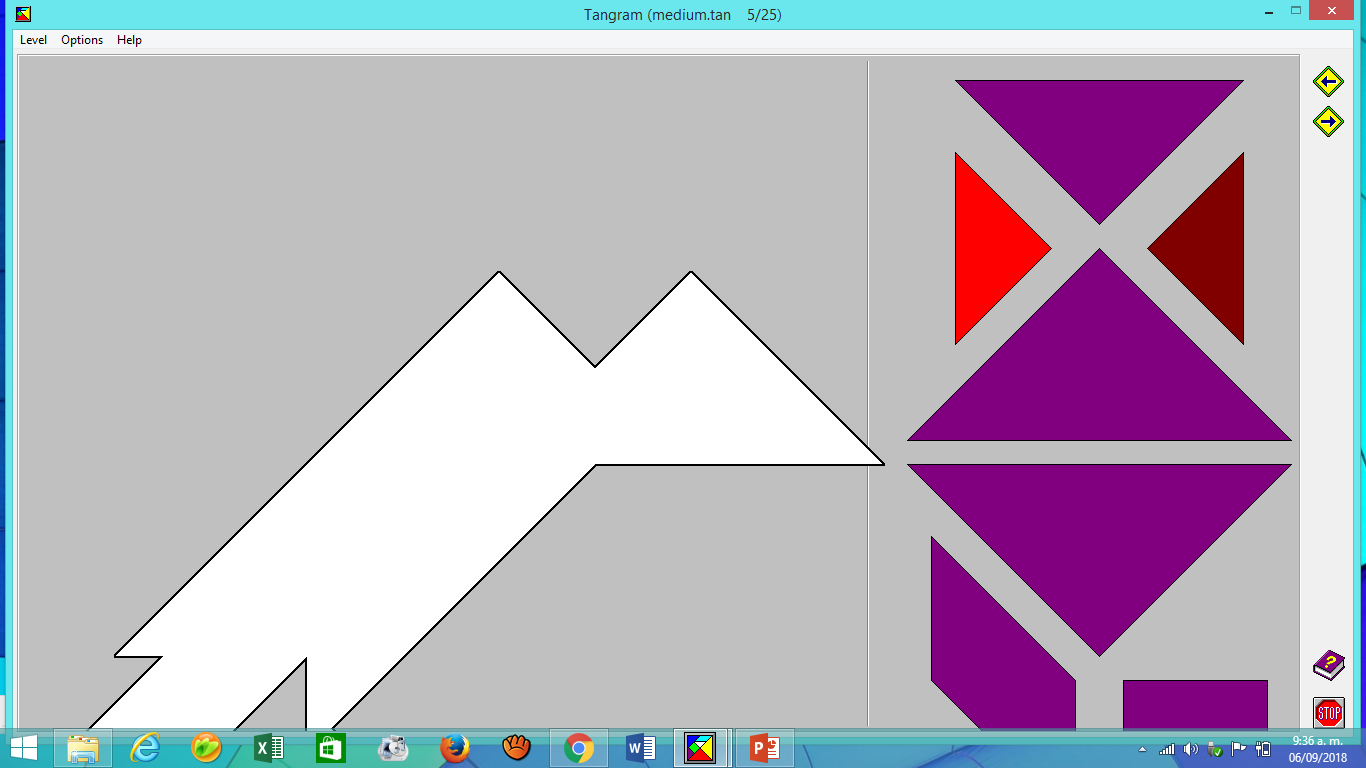 Tangram (medium.tan    5/25)
Level Options Help
?
STOP
X
W
P
9:36 a. m.
06/09/2018